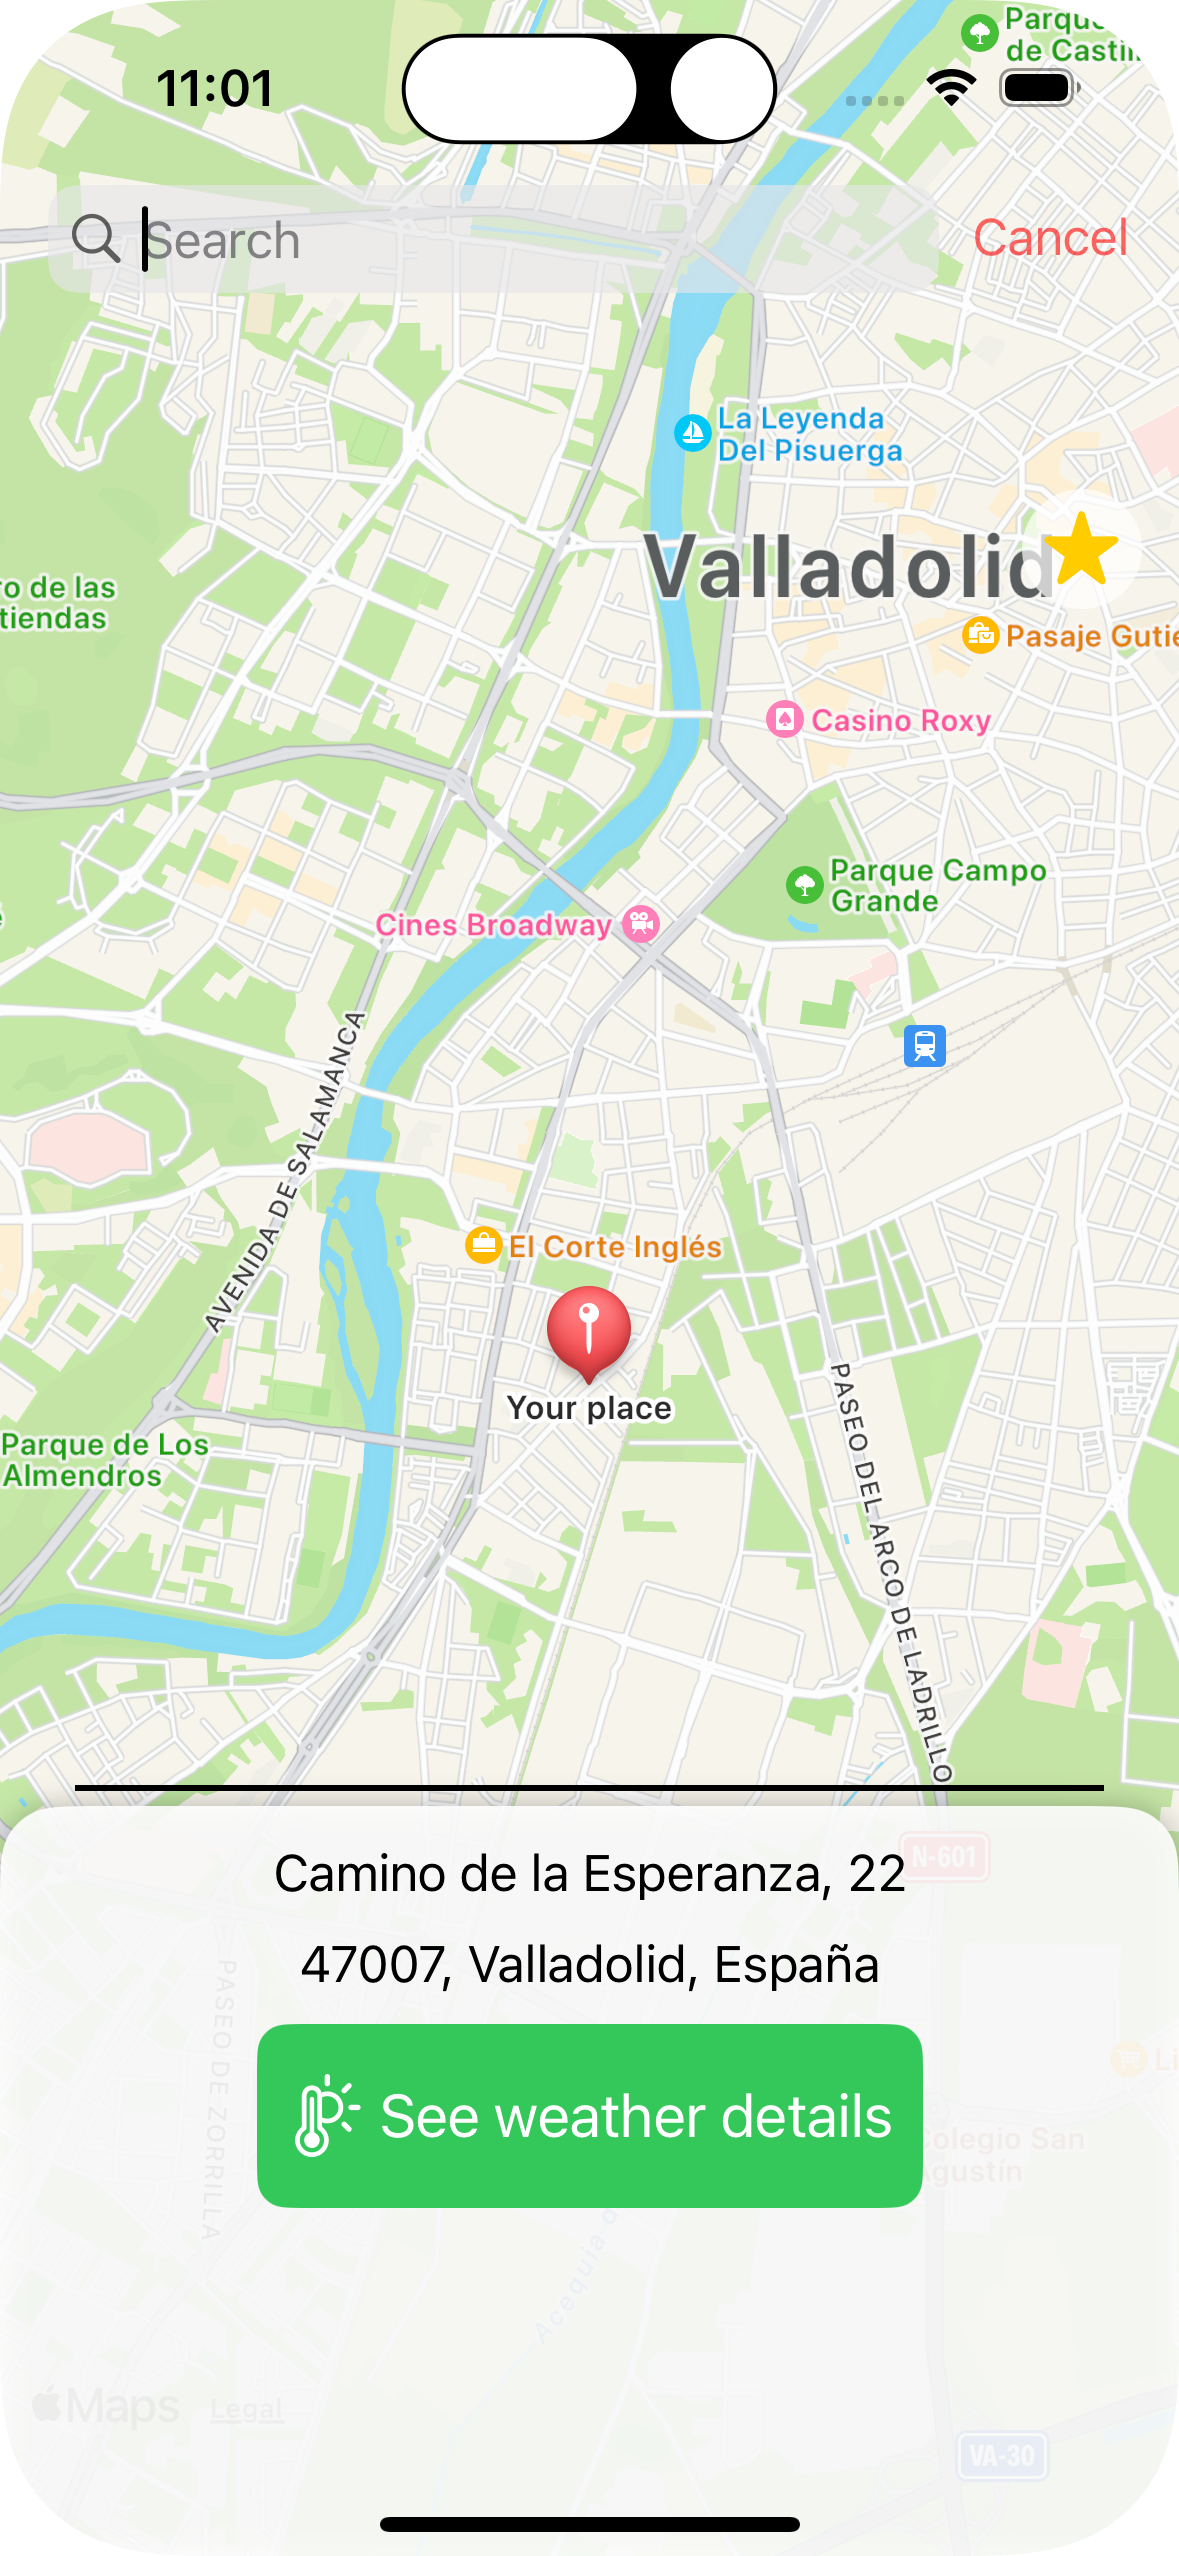 Parque
de Castil
11:01
Search
Cancel
La Leyenda
Del Pisuerga
Valladolid
ro de las
tiendas
Pasaje Gutie
Casino Roxy
Parque Campo
Grande
Cines Broadway
AVENIDA DE SALAMANCA
El Corte Inglés
Your place
PASEO DEL ARCO DE LADRILLO
Parque de Los
Almendros
N-601
Camino de la Esperanza, 22
47007, Valladolid, España
PASEO DE ZORRILLA
Li
See weather details
Colegio San
Agustín
Acequia d
Maps
Legal
VA-30